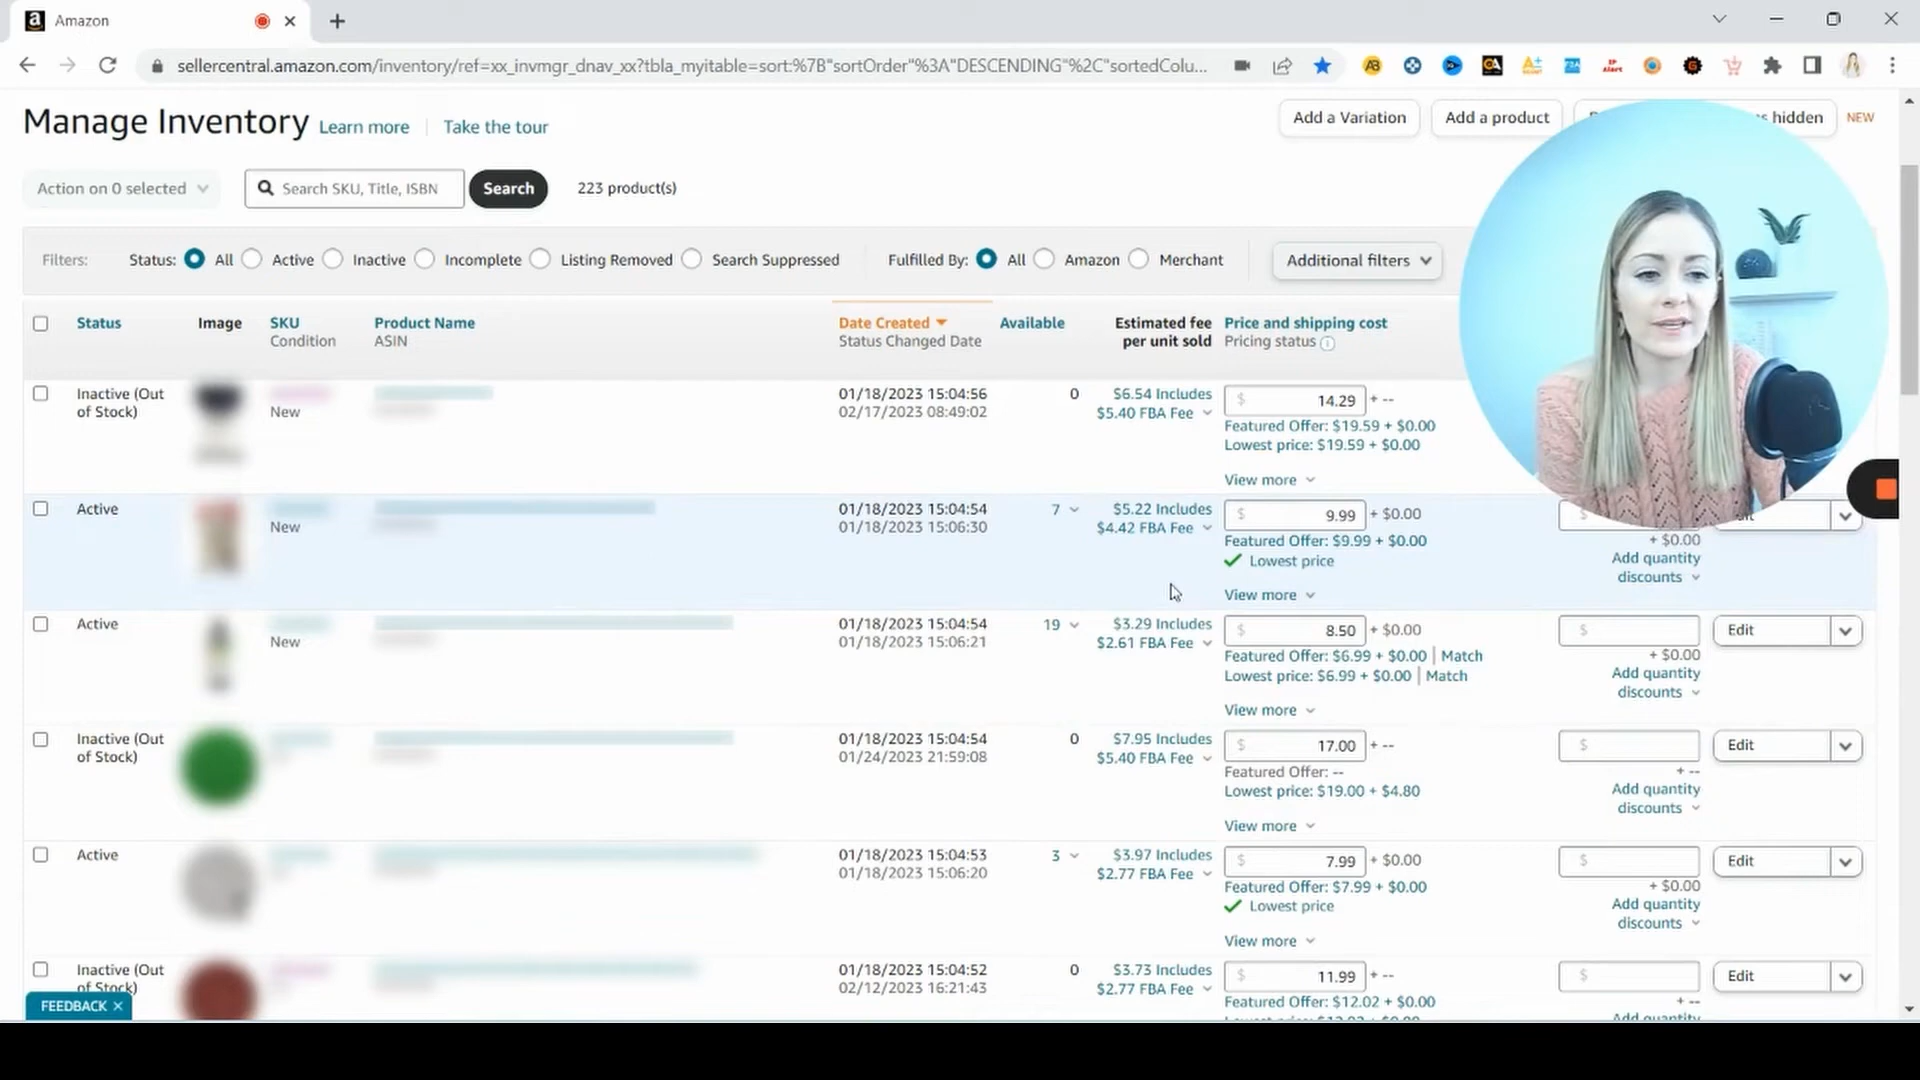 Amazon
sellercentral.amazon.com/inventory/ref=xx_invmgr_dnav_xx?tbla_myitable=sort:%7B"sortOrder"%3A"DESCENDING"%2C"sortedColu...
Manage Inventory Learn more Take the tour
Add a Variation Add a product s hidden NEW
Action on 0 selected Search SKU, Title, ISBN Search 223 product(s)
Filters: Status: All Active Inactive Incomplete Listing Removed Search Suppressed Fulfilled By: All Amazon Merchant Additional filters
Status Image SKU Product Name Date Created Available Estimated fee Price and shipping cost
Condition ASIN Status Changed Date per unit sold Pricing status
Inactive (Out 01/18/2023 15:04:56 0 $6.54 Includes $ 14.29 + --
of Stock) New 02/17/2023 08:49:02 $5.40 FBA Fee
Featured Offer: $19.59 + $0.00
Lowest price: $19.59 + $0.00
View more
Active 01/18/2023 15:04:54 7 $5.22 Includes $ 9.99 + $0.00 $
New 01/18/2023 15:06:30 $4.42 FBA Fee
Featured Offer: $9.99 + $0.00 + $0.00
Lowest price Add quantity
discounts
View more
Active 01/18/2023 15:04:54 19 $3.29 Includes $ 8.50 + $0.00 $ Edit
New 01/18/2023 15:06:21 $2.61 FBA Fee
Featured Offer: $6.99 + $0.00 | Match + $0.00
Lowest price: $6.99 + $0.00 | Match Add quantity
discounts
View more
Inactive (Out 01/18/2023 15:04:54 0 $7.95 Includes $ 17.00 + -- $ Edit
of Stock) 01/24/2023 21:59:08 $5.40 FBA Fee
Featured Offer: -- + --
Lowest price: $19.00 + $4.80 Add quantity
discounts
View more
Active 01/18/2023 15:04:53 3 $3.97 Includes $ 7.99 + $0.00 $ Edit
01/18/2023 15:06:20 $2.77 FBA Fee
Featured Offer: $7.99 + $0.00 + $0.00
Lowest price Add quantity
discounts
View more
Inactive (Out 01/18/2023 15:04:52 0 $3.73 Includes $ 11.99 + -- $ Edit
of Stock) 02/12/2023 16:21:43 $2.77 FBA Fee
Featured Offer: $12.02 + $0.00 + --
FEEDBACK